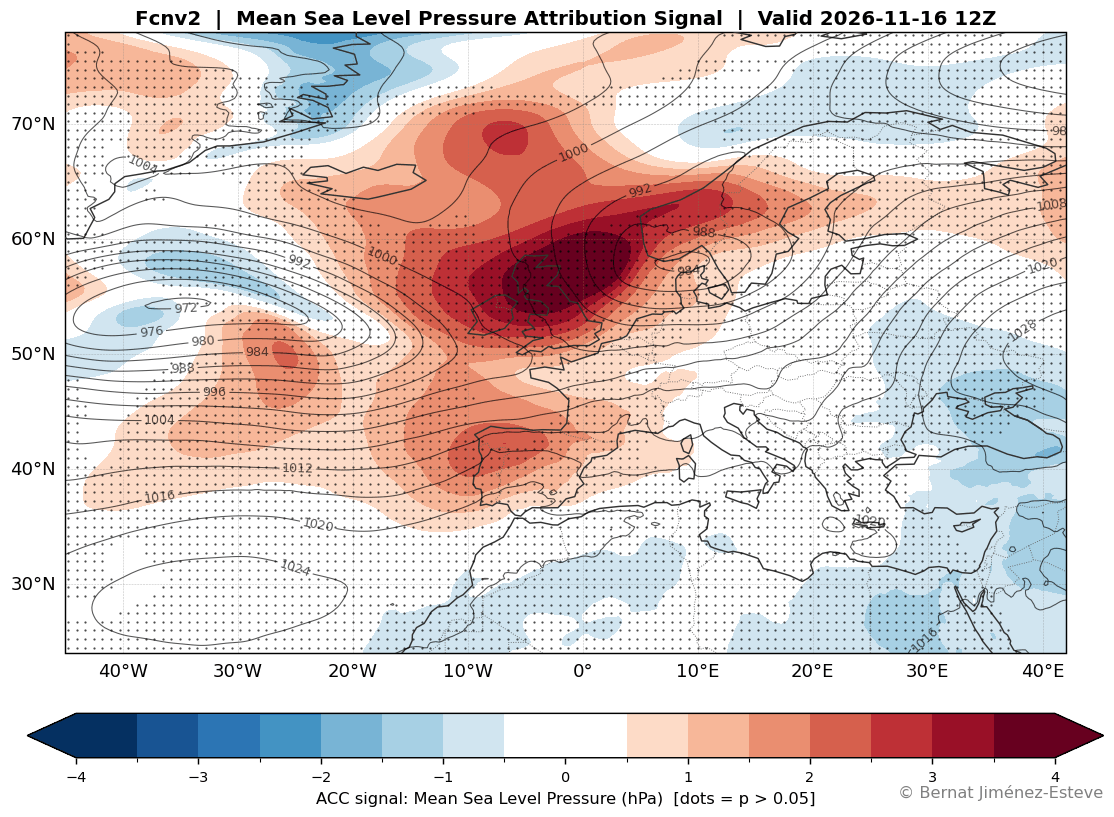 Fcnv2 | Mean Sea Level Pressure Attribution Signal | Valid 2026-11-16 12Z
70°N
60°N
50°N
40°N
30°N
1004
1000
992
98
1008
988
984
1020
992
1000
972
976
980
984
988
996
1028
1004
1012
1016
1020
1020
1024
1016
40°W 30°W 20°W 10°W 0° 10°E 20°E 30°E 40°E
−4 −3 −2 −1 0 1 2 3 4
ACC signal: Mean Sea Level Pressure (hPa) [dots = p > 0.05]
© Bernat Jiménez-Esteve